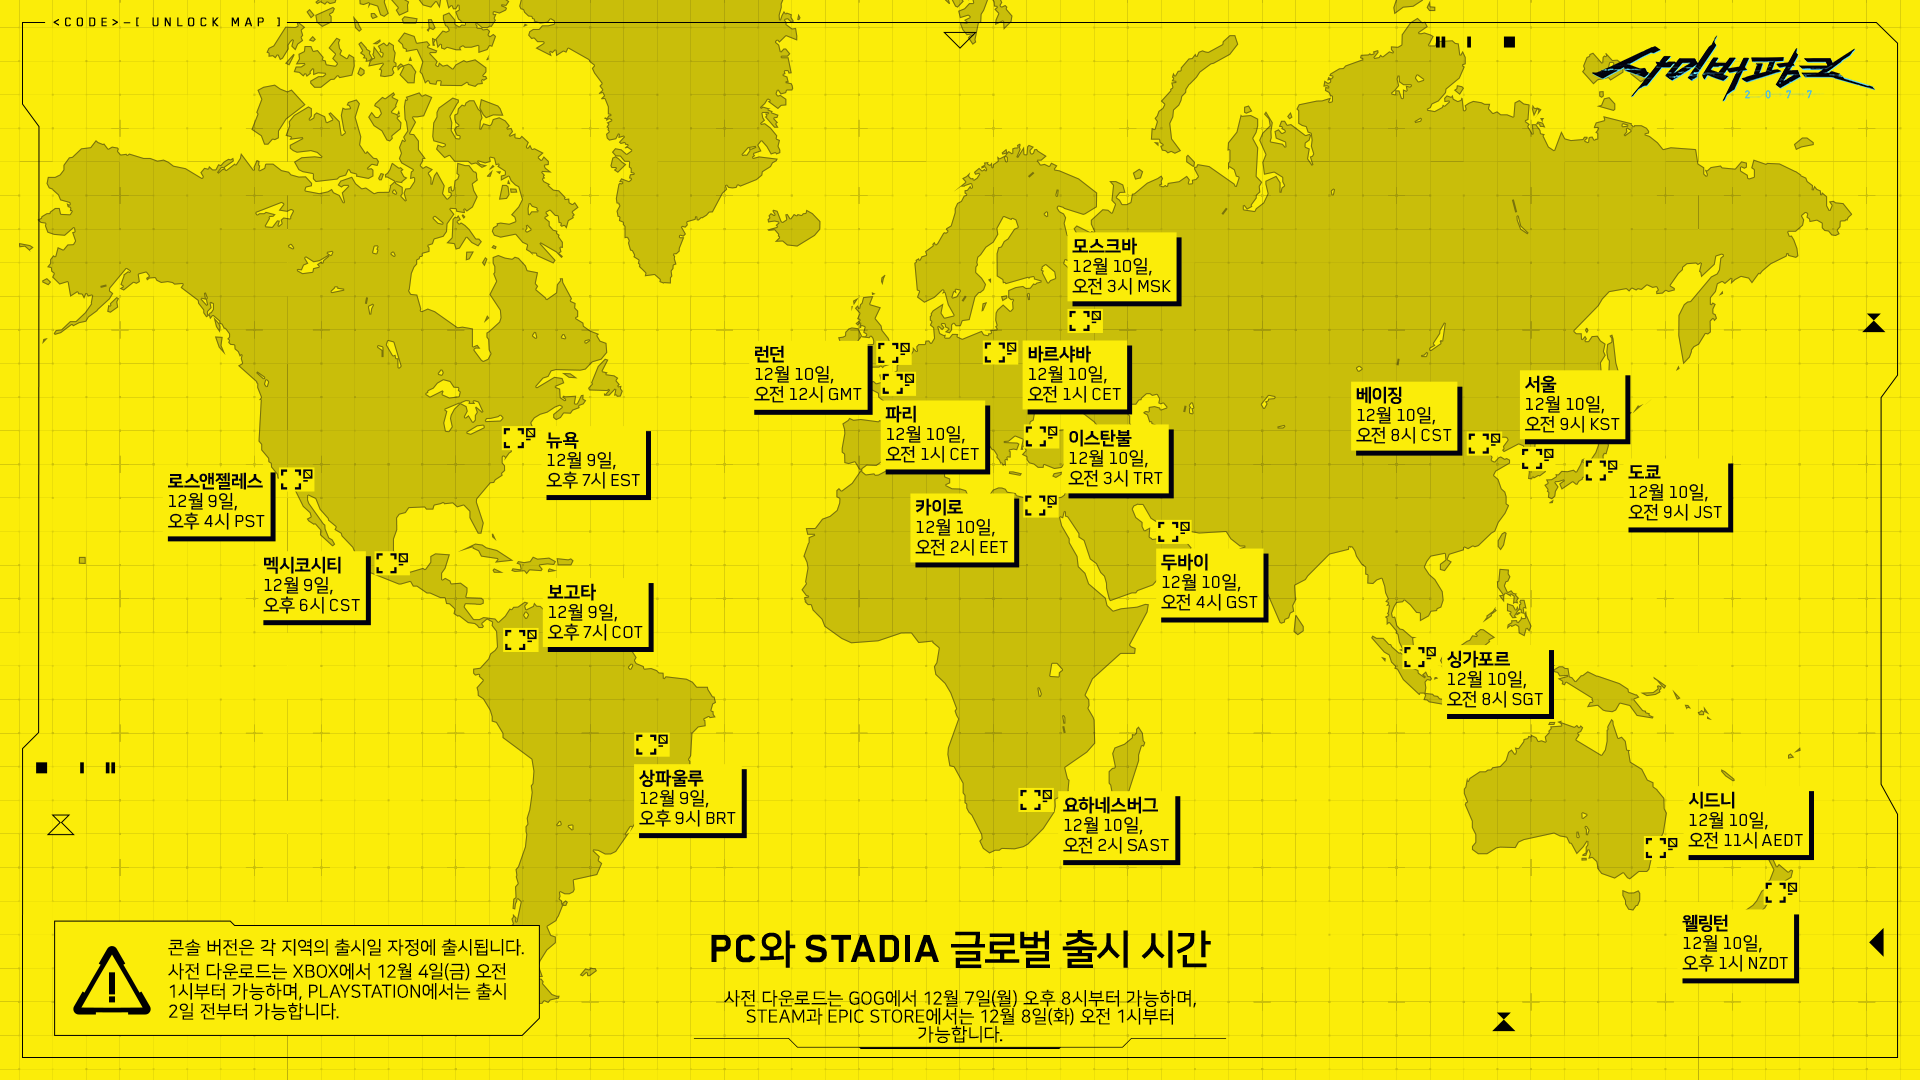 <CODE>-[ UNLOCK MAP ]
사이버펑크
2077
모스크바
12월 10일,
오전 3시 MSK
런던
12월 10일,
오전 12시 GMT
바르샤바
12월 10일,
오전 1시 CET
파리
12월 10일,
오전 1시 CET
이스탄불
12월 10일,
오전 3시 TRT
베이징
12월 10일,
오전 8시 CST
서울
12월 10일,
오전 9시 KST
도쿄
12월 10일,
오전 9시 JST
뉴욕
12월 9일,
오후 7시 EST
로스앤젤레스
12월 9일,
오후 4시 PST
카이로
12월 10일,
오전 2시 EET
두바이
12월 10일,
오전 4시 GST
멕시코시티
12월 9일,
오후 6시 CST
보고타
12월 9일,
오후 7시 COT
싱가포르
12월 10일,
오전 8시 SGT
상파울루
12월 9일,
오후 9시 BRT
요하네스버그
12월 10일,
오전 2시 SAST
시드니
12월 10일,
오전 11시 AEDT
웰링턴
12월 10일,
오후 1시 NZDT
콘솔 버전은 각 지역의 출시일 자정에 출시됩니다.
사전 다운로드는 XBOX에서 12월 4일(금) 오전
1시부터 가능하며, PLAYSTATION에서는 출시
2일 전부터 가능합니다.
PC와 STADIA 글로벌 출시 시간
사전 다운로드는 GOG에서 12월 7일(월) 오후 8시부터 가능하며,
STEAM과 EPIC STORE에서는 12월 8일(화) 오전 1시부터
가능합니다.